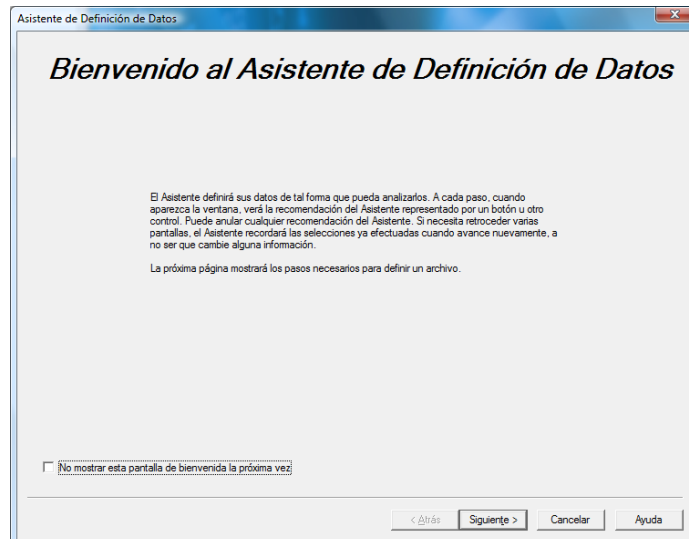 Asistente de Definición de Datos
Bienvenido al Asistente de Definición de Datos
El Asistente definirá sus datos de tal forma que pueda analizarlos. A cada paso, cuando
aparezca la ventana, verá la recomendación del Asistente representado por un botón u otro
control. Puede anular cualquier recomendación del Asistente. Si necesita retroceder varias
pantallas, el Asistente recordará las selecciones ya efectuadas cuando avance nuevamente, a
no ser que cambie alguna información.
La próxima página mostrará los pasos necesarios para definir un archivo.
No mostrar esta pantalla de bienvenida la próxima vez
< Atrás Siguiente > Cancelar Ayuda